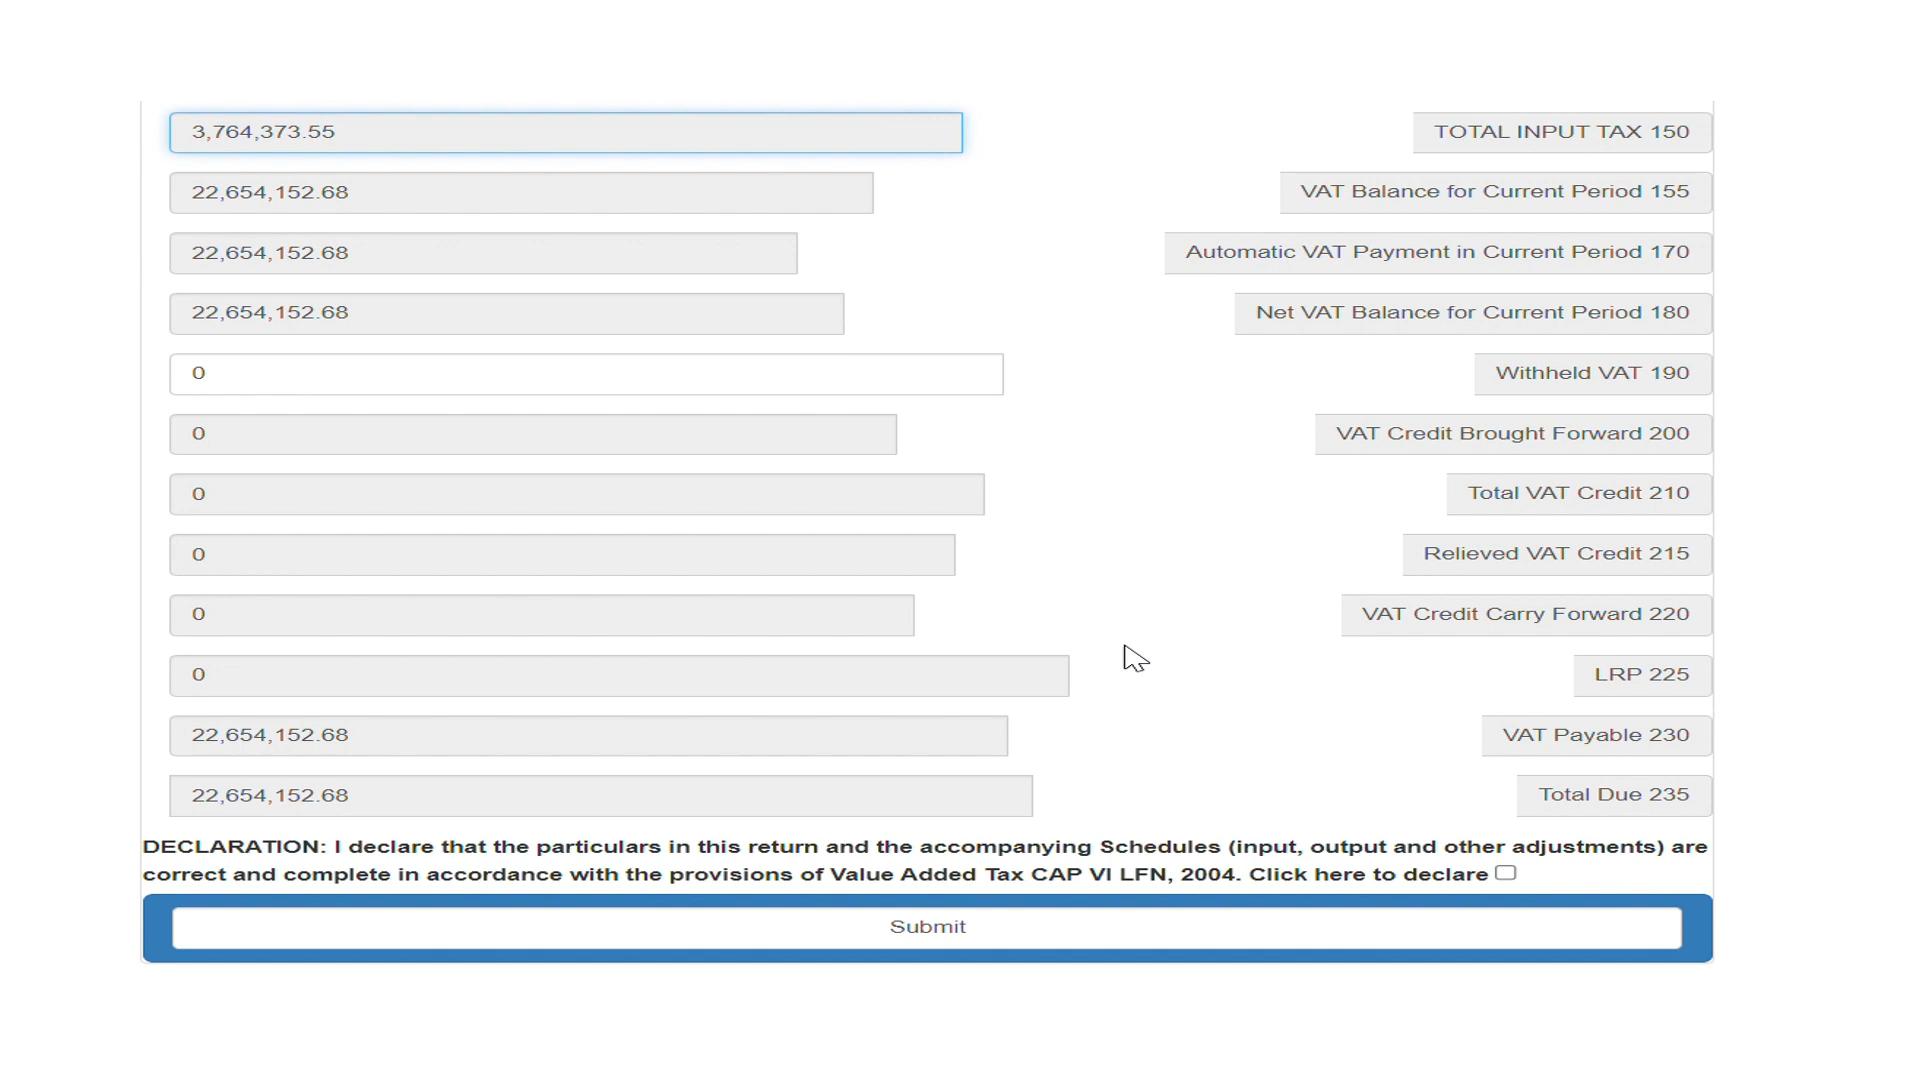 3,764,373.55 TOTAL INPUT TAX 150
22,654,152.68 VAT Balance for Current Period 155
22,654,152.68 Automatic VAT Payment in Current Period 170
22,654,152.68 Net VAT Balance for Current Period 180
0 Withheld VAT 190
0 VAT Credit Brought Forward 200
0 Total VAT Credit 210
0 Relieved VAT Credit 215
0 VAT Credit Carry Forward 220
0 LRP 225
22,654,152.68 VAT Payable 230
22,654,152.68 Total Due 235
DECLARATION: I declare that the particulars in this return and the accompanying Schedules (input, output and other adjustments) are
correct and complete in accordance with the provisions of Value Added Tax CAP VI LFN, 2004. Click here to declare
Submit